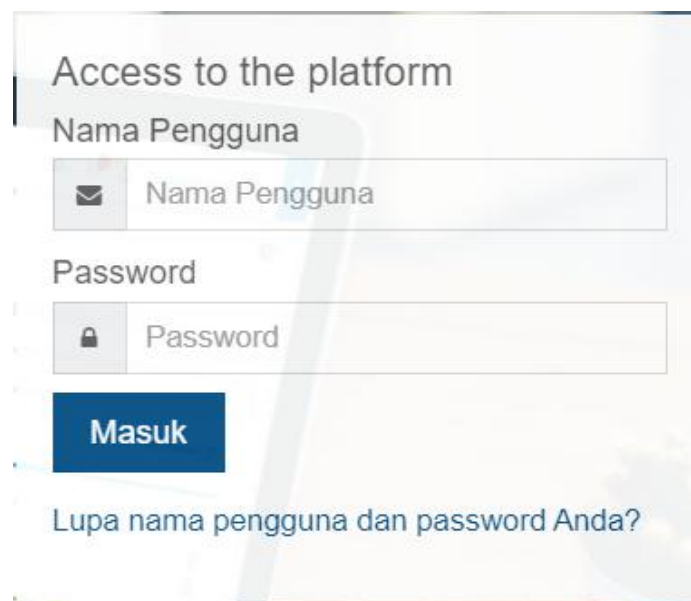 Access to the platform
Nama Pengguna
Nama Pengguna
Password
Password
Masuk
Lupa nama pengguna dan password Anda?